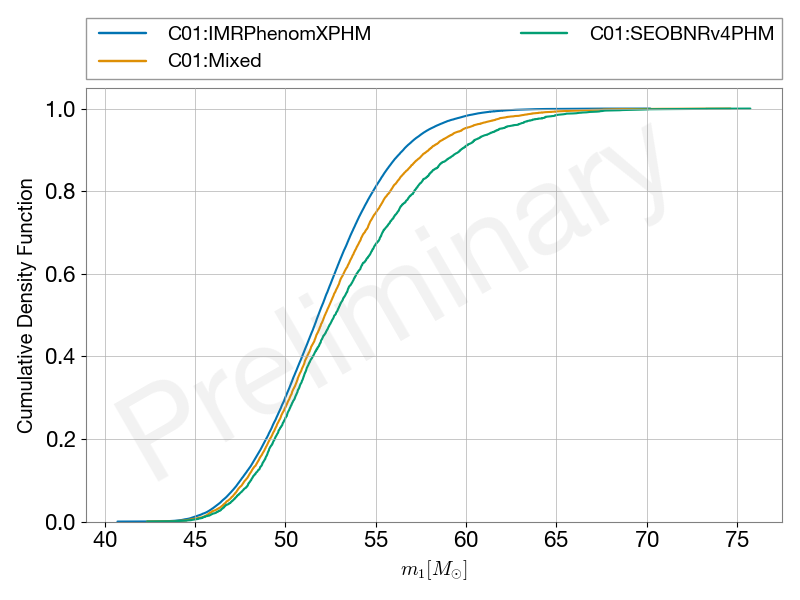 C01:IMRPhenomXPHM
C01:SEOBNRv4PHM
C01:Mixed
Preliminary
Cumulative Density Function
1.0
0.8
0.6
0.4
0.2
0.0
40 45 50 55 60 65 70 75
m₁[M⊙]